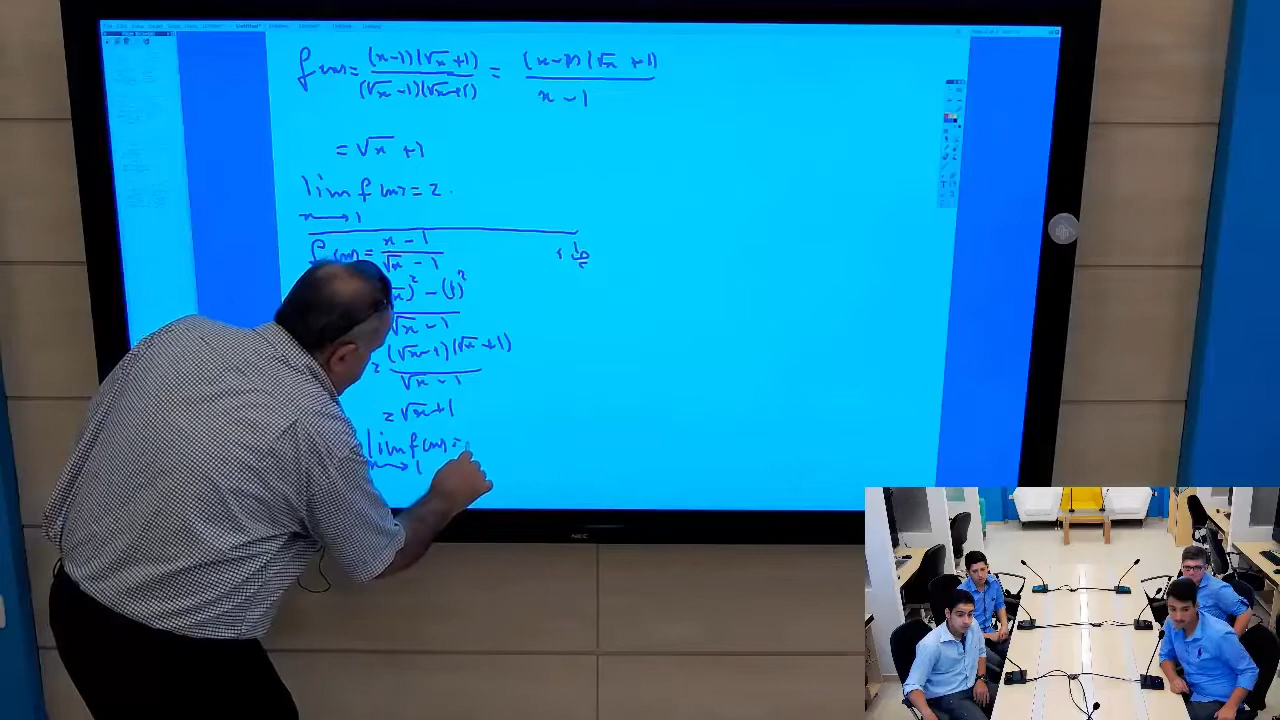 f(x) = (x-1)(√x+1) / (√x-1)(√x+1) = (x-1)(√x+1) / x-1
= √x + 1
lim f(x) = 2.
x→1
f(x) = x-1 / √x-1
x)² - (1)² / √x-1
= (√x-1)(√x+1) / √x-1
= √x+1
lim f(x) =
x→1
NEC